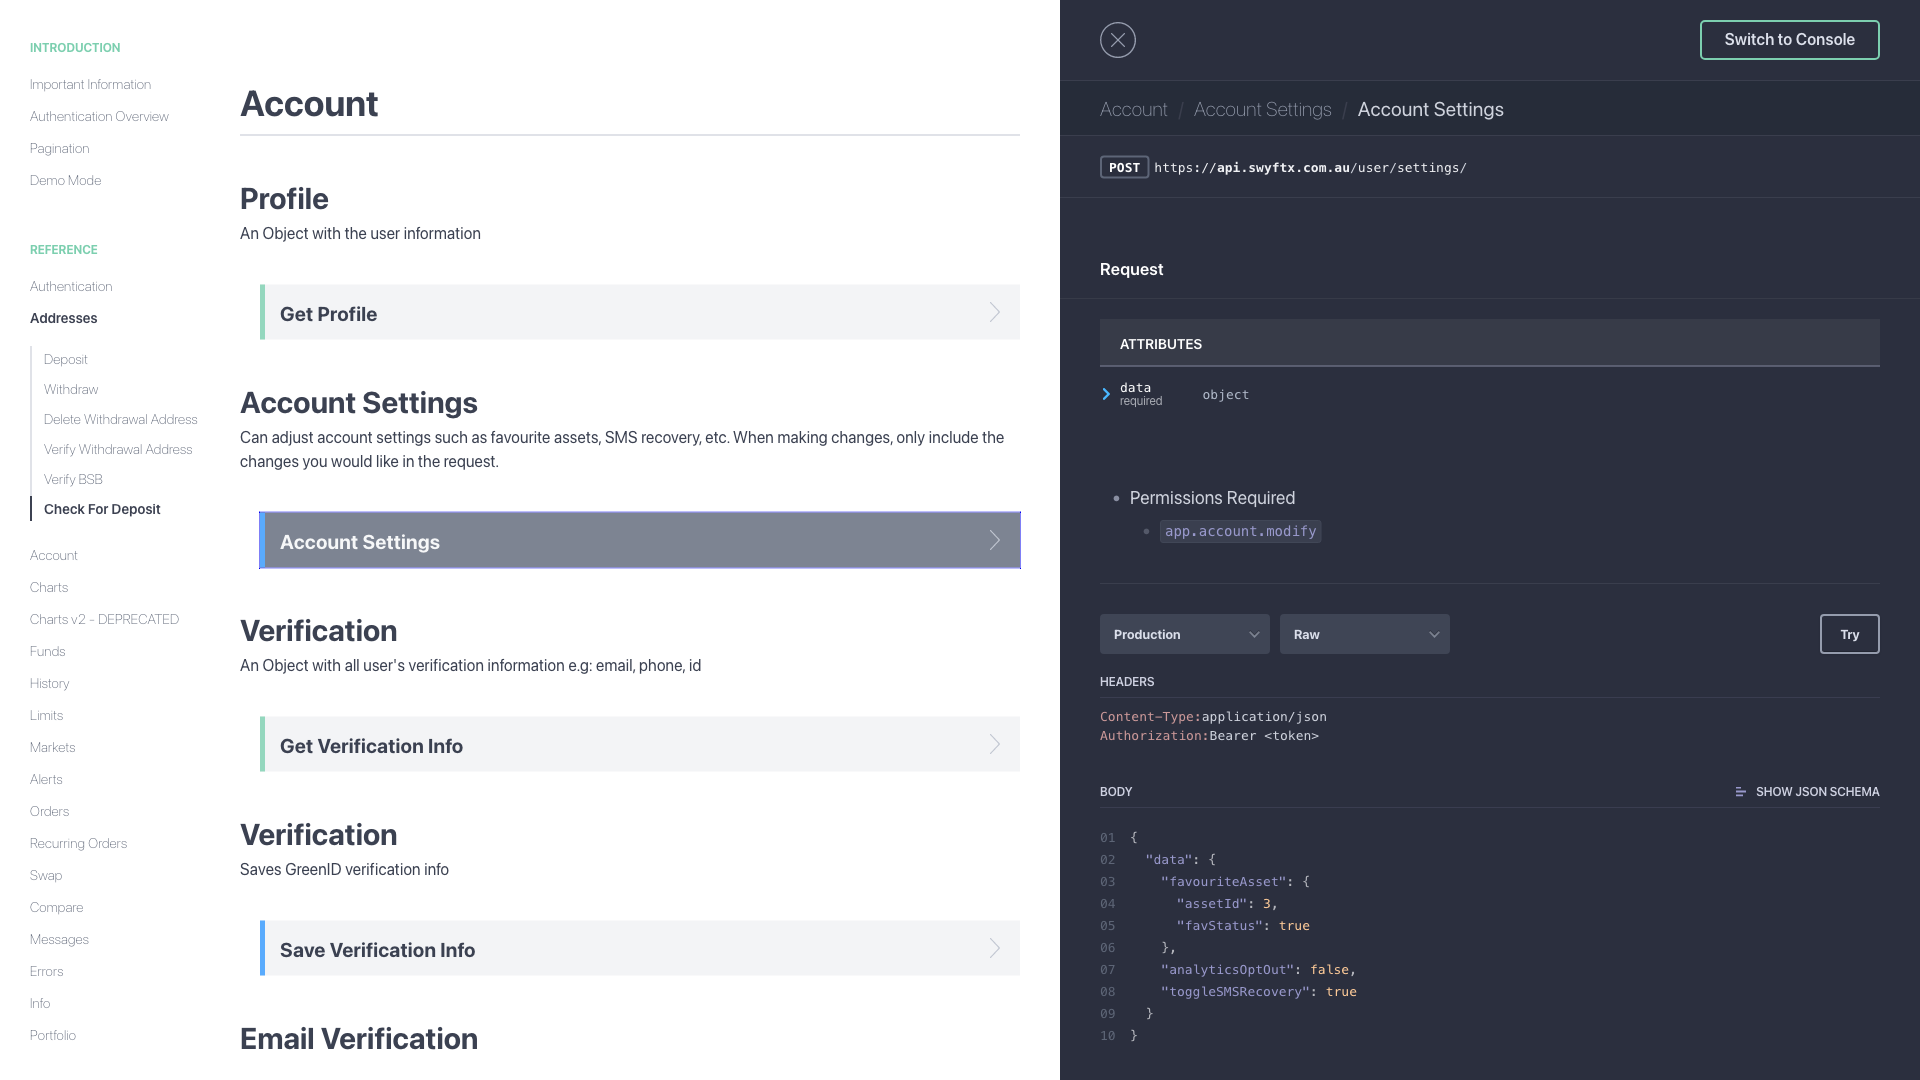 INTRODUCTION
Important Information
Authentication Overview
Pagination
Demo Mode
REFERENCE
Authentication
Addresses
Deposit
Withdraw
Delete Withdrawal Address
Verify Withdrawal Address
Verify BSB
Check For Deposit
Account
Charts
Charts v2 - DEPRECATED
Funds
History
Limits
Markets
Alerts
Orders
Recurring Orders
Swap
Compare
Messages
Errors
Info
Portfolio
Account
Profile
An Object with the user information
Get Profile
Account Settings
Can adjust account settings such as favourite assets, SMS recovery, etc. When making changes, only include the
changes you would like in the request.
Account Settings
Verification
An Object with all user's verification information e.g: email, phone, id
Get Verification Info
Verification
Saves GreenID verification info
Save Verification Info
Email Verification
Switch to Console
Account / Account Settings / Account Settings
POST https://api.swyftx.com.au/user/settings/
Request
ATTRIBUTES
data object
required
Permissions Required
app.account.modify
Production Raw Try
HEADERS
Content-Type:application/json
Authorization:Bearer <token>
BODY SHOW JSON SCHEMA
01 {
02 "data": {
03 "favouriteAsset": {
04 "assetId": 3,
05 "favStatus": true
06 },
07 "analyticsOptOut": false,
08 "toggleSMSRecovery": true
09 }
10 }